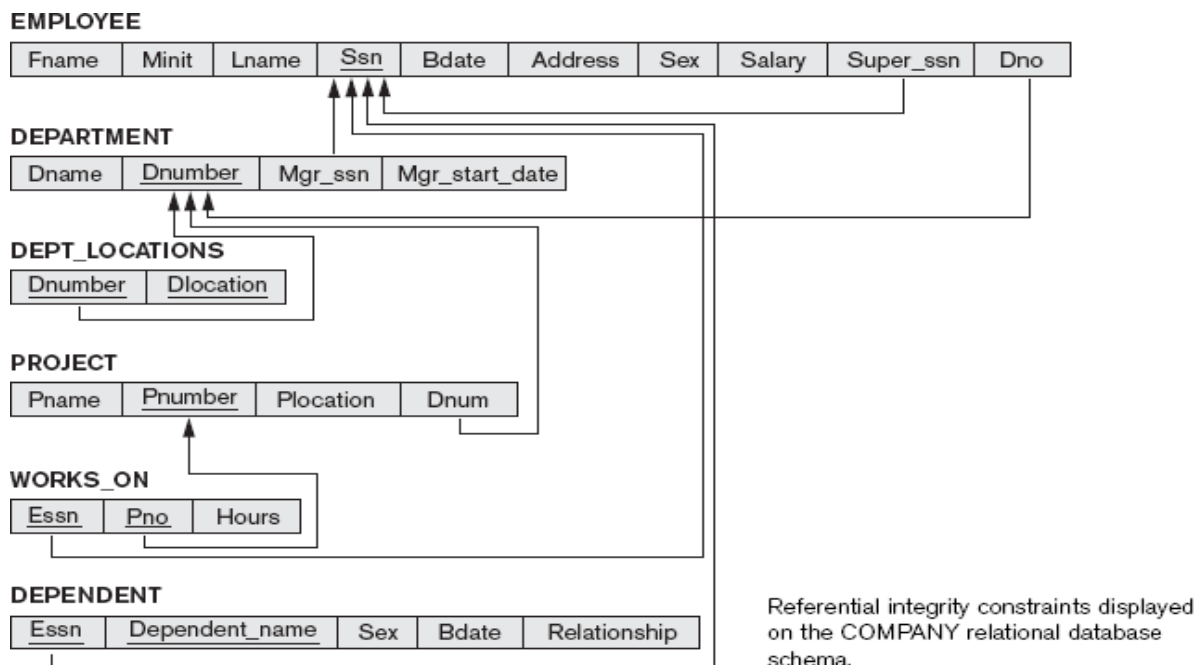 EMPLOYEE
Fname Minit Lname Ssn Bdate Address Sex Salary Super_ssn Dno
DEPARTMENT
Dname Dnumber Mgr_ssn Mgr_start_date
DEPT_LOCATIONS
Dnumber Dlocation
PROJECT
Pname Pnumber Plocation Dnum
WORKS_ON
Essn Pno Hours
DEPENDENT
Essn Dependent_name Sex Bdate Relationship
Referential integrity constraints displayed
on the COMPANY relational database
schema.